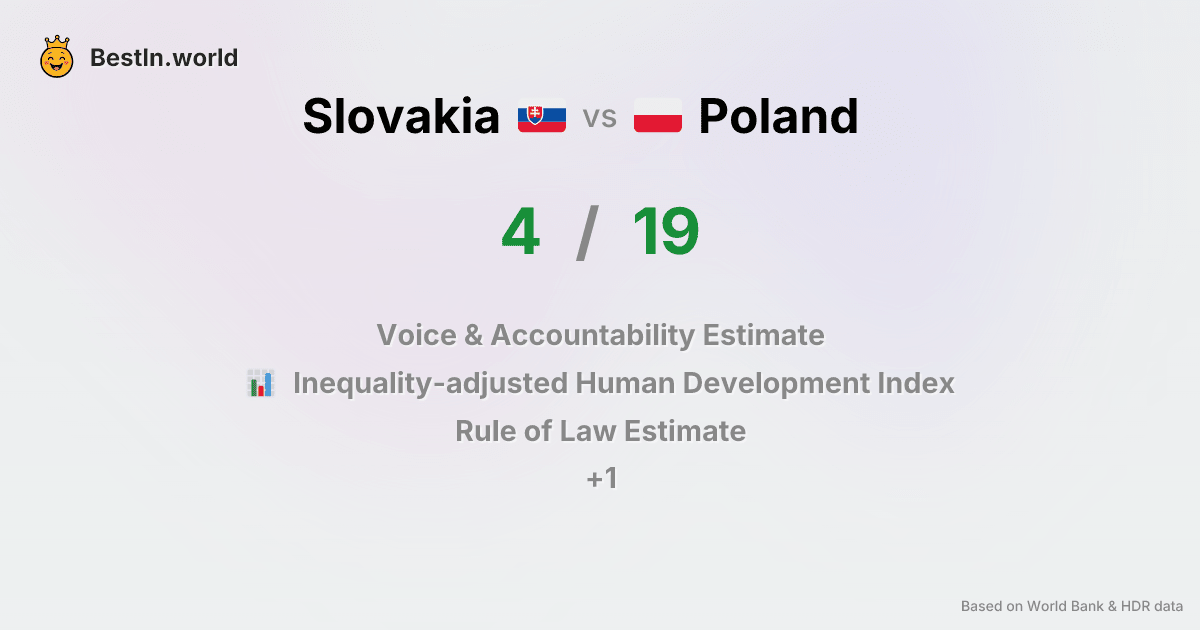 BestIn.world
Slovakia vs Poland
4 / 19
Voice & Accountability Estimate
Inequality-adjusted Human Development Index
Rule of Law Estimate
+1
Based on World Bank & HDR data